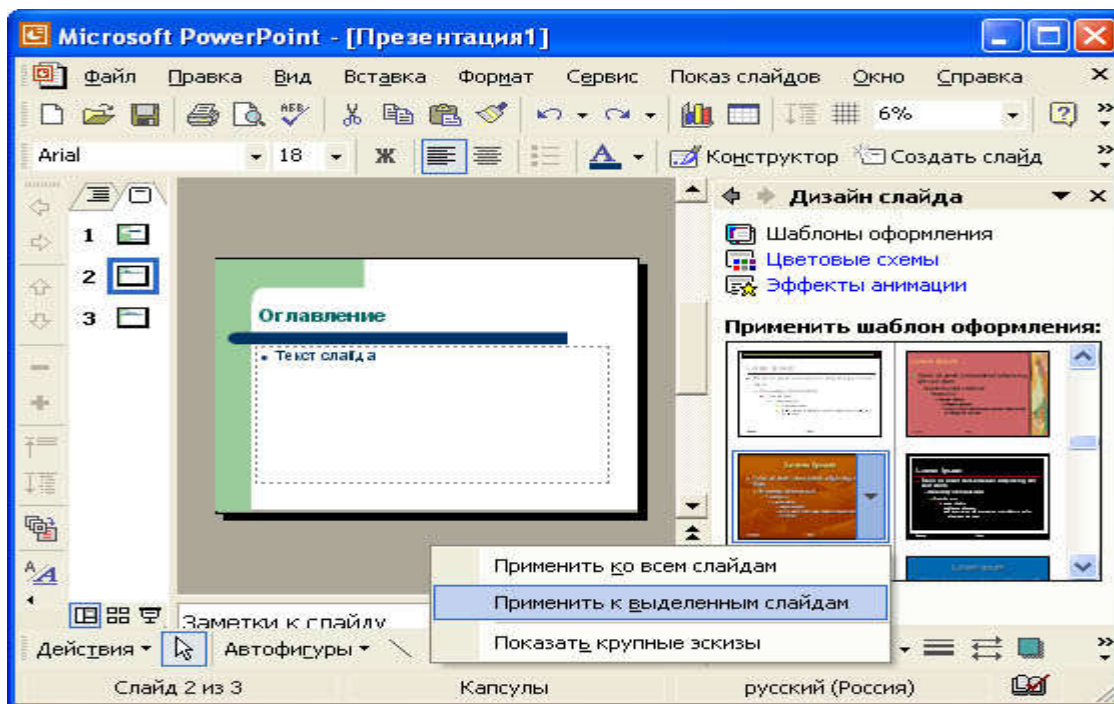 Microsoft PowerPoint - [Презентация1]
Файл Правка Вид Вставка Формат Сервис Показ слайдов Окно Справка
6%
Arial 18 Ж Конструктор Создать слайд
Дизайн слайда
1
2
3
Оглавление
Текст слайда
Шаблоны оформления
Цветовые схемы
Эффекты анимации
Применить шаблон оформления:
Применить ко всем слайдам
Применить к выделенным слайдам
Показать крупные эскизы
Заметки к слайду
Действия Автофигуры
Слайд 2 из 3 Капсулы русский (Россия)